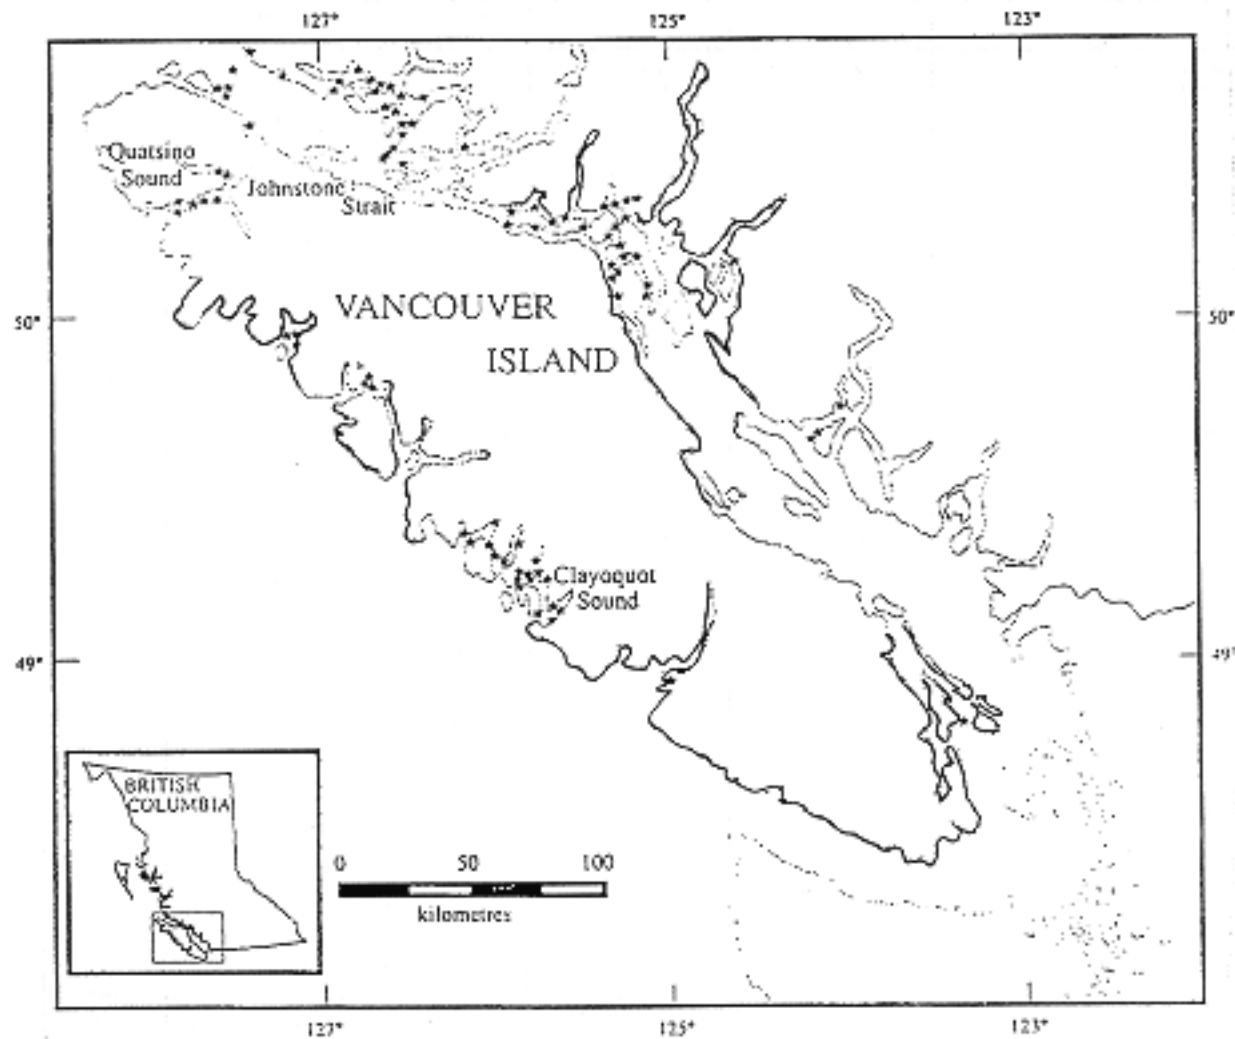 127° 125° 123°
Quatsino
Sound
Johnstone
Strait
50° 50°
VANCOUVER
ISLAND
Clayoquot
Sound
49° 49°
BRITISH
COLUMBIA
0 50 100
kilometres
127° 125° 123°